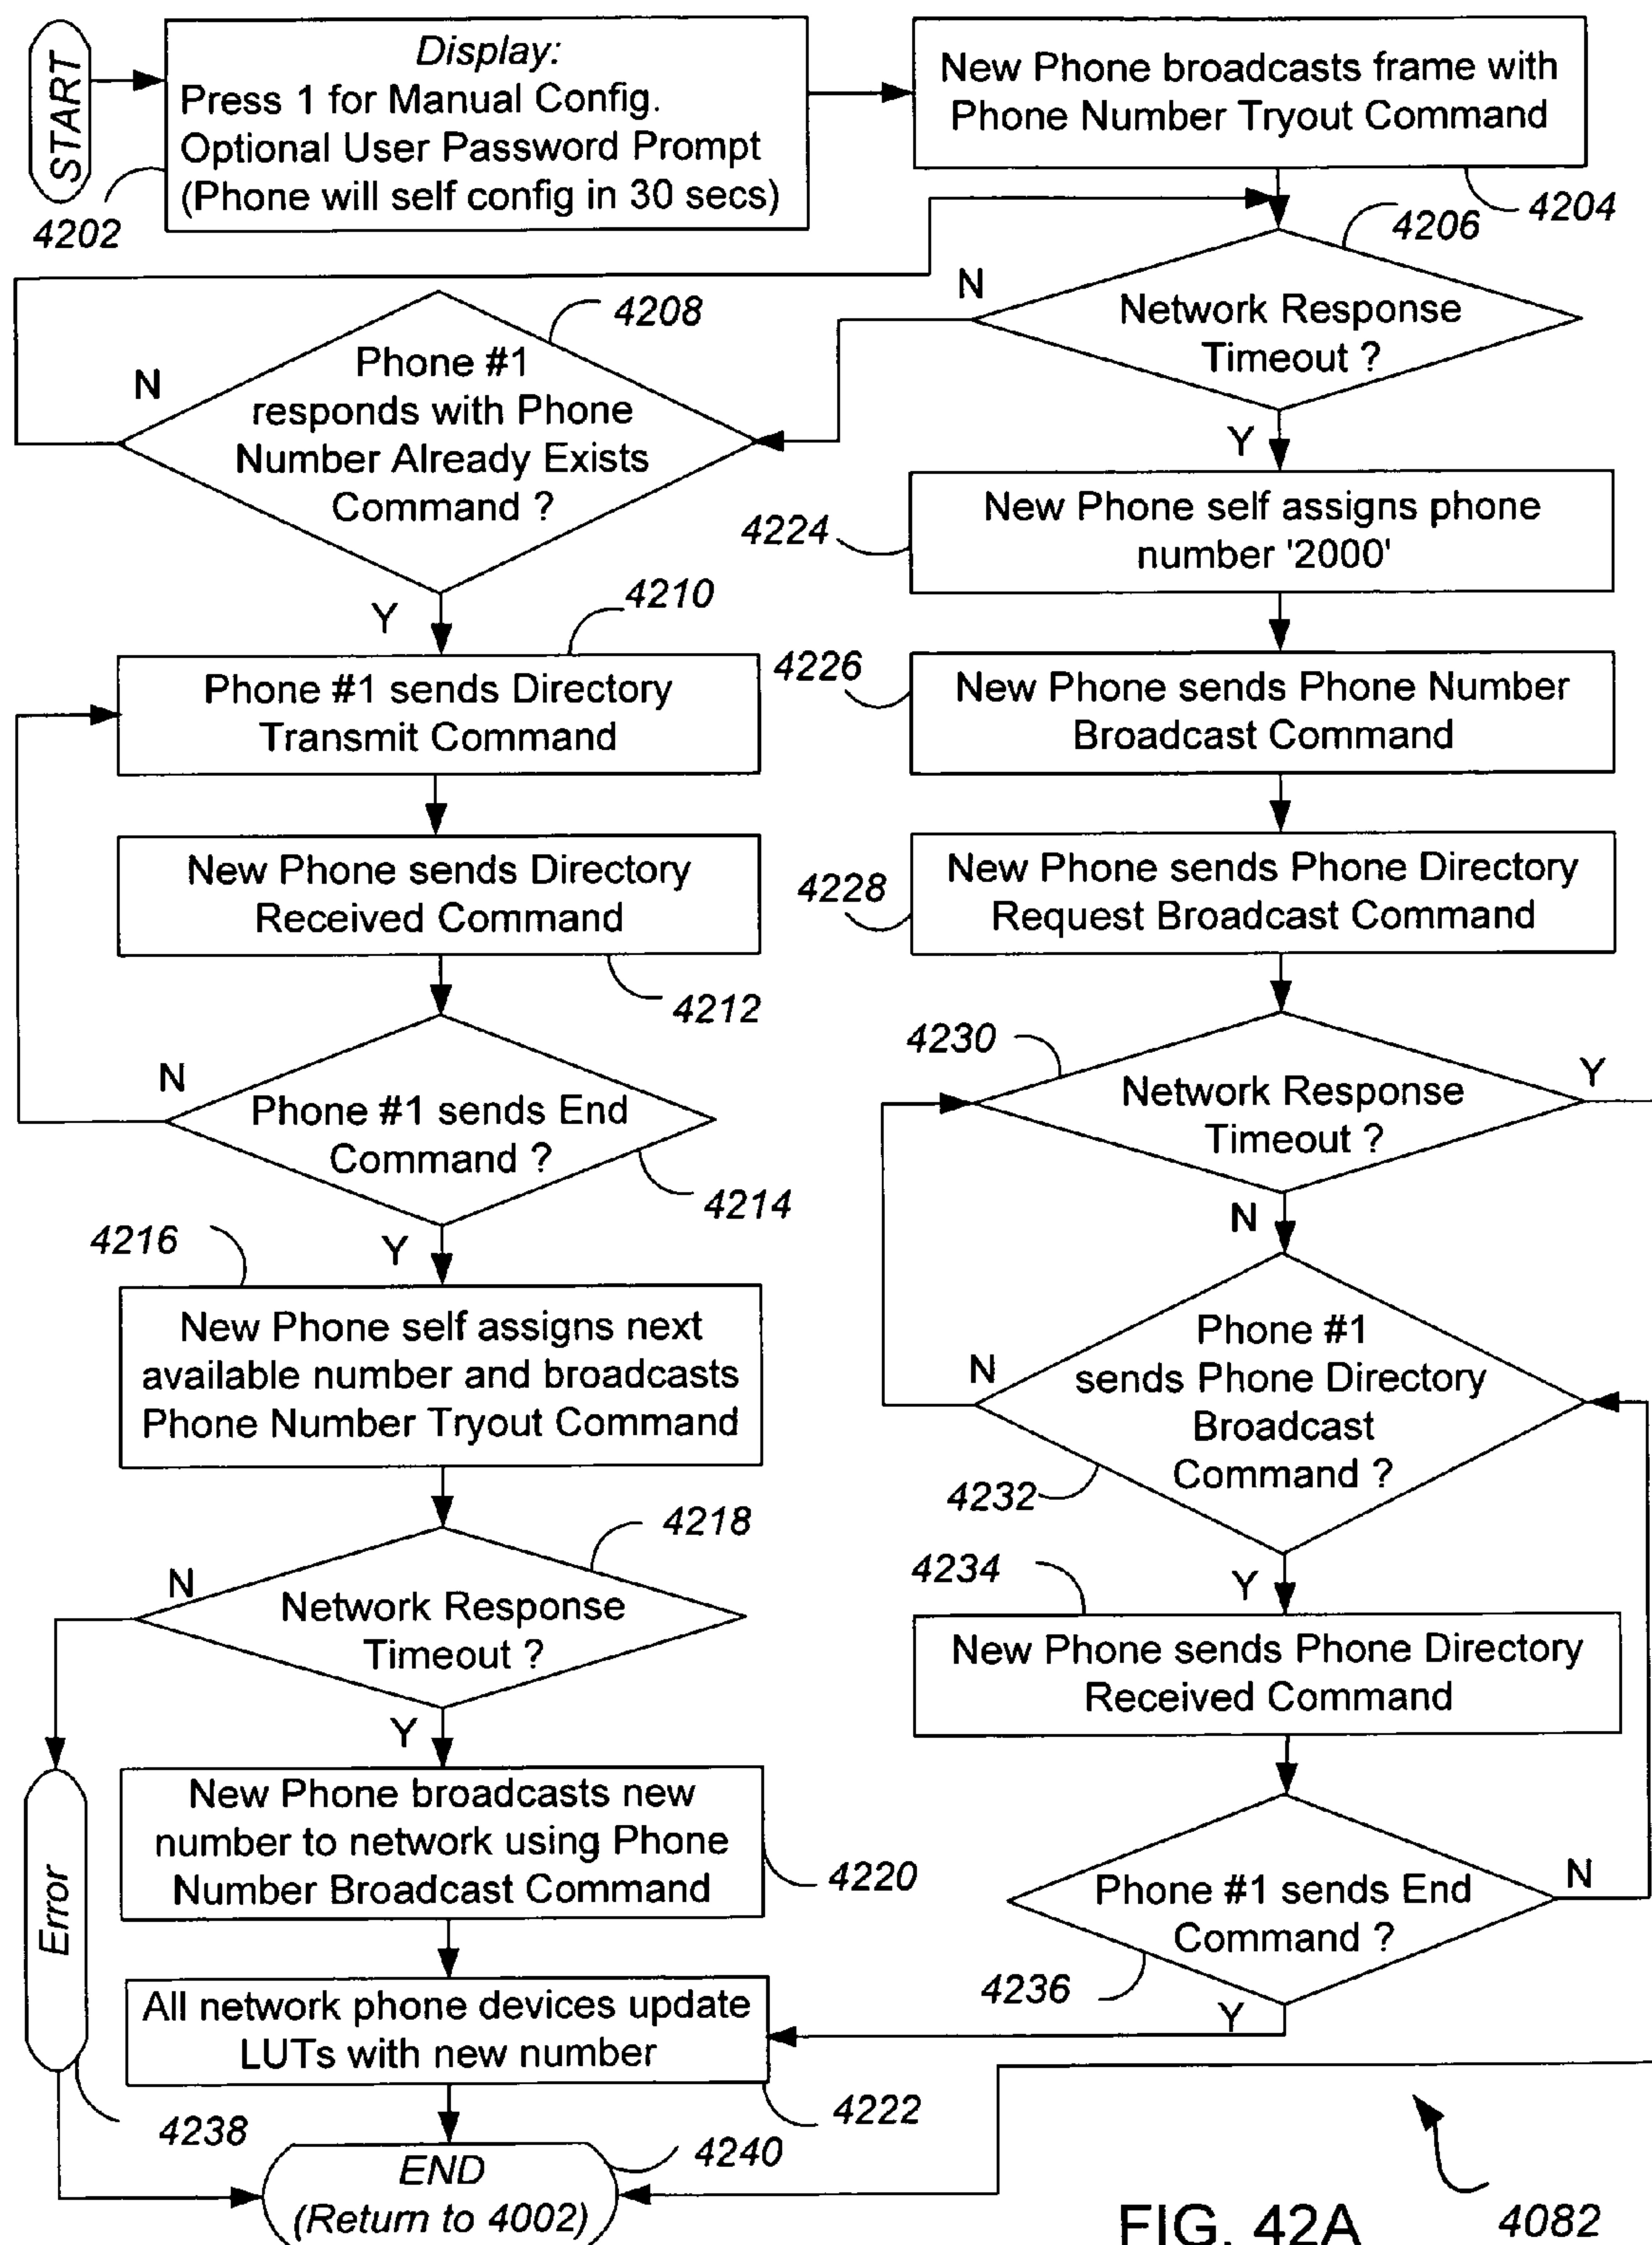 START
Display:
Press 1 for Manual Config.
Optional User Password Prompt
(Phone will self config in 30 secs)
4202
New Phone broadcasts frame with
Phone Number Tryout Command
4204
4206
N
Network Response
Timeout ?
Y
4208
Phone #1
responds with Phone
Number Already Exists
Command ?
N
Y
4210
Phone #1 sends Directory
Transmit Command
New Phone sends Directory
Received Command
4212
N
Phone #1 sends End
Command ?
4214
Y
4216
New Phone self assigns next
available number and broadcasts
Phone Number Tryout Command
4218
N
Network Response
Timeout ?
Y
New Phone broadcasts new
number to network using Phone
Number Broadcast Command
4220
All network phone devices update
LUTs with new number
4222
Error
4238
4224
New Phone self assigns phone
number '2000'
4226
New Phone sends Phone Number
Broadcast Command
4228
New Phone sends Phone Directory
Request Broadcast Command
4230
Network Response
Timeout ?
Y
N
Phone #1
sends Phone Directory
Broadcast
Command ?
N
4232
Y
4234
New Phone sends Phone Directory
Received Command
Phone #1 sends End
Command ?
N
4236
Y
END
(Return to 4002)
4240
FIG. 42A
4082